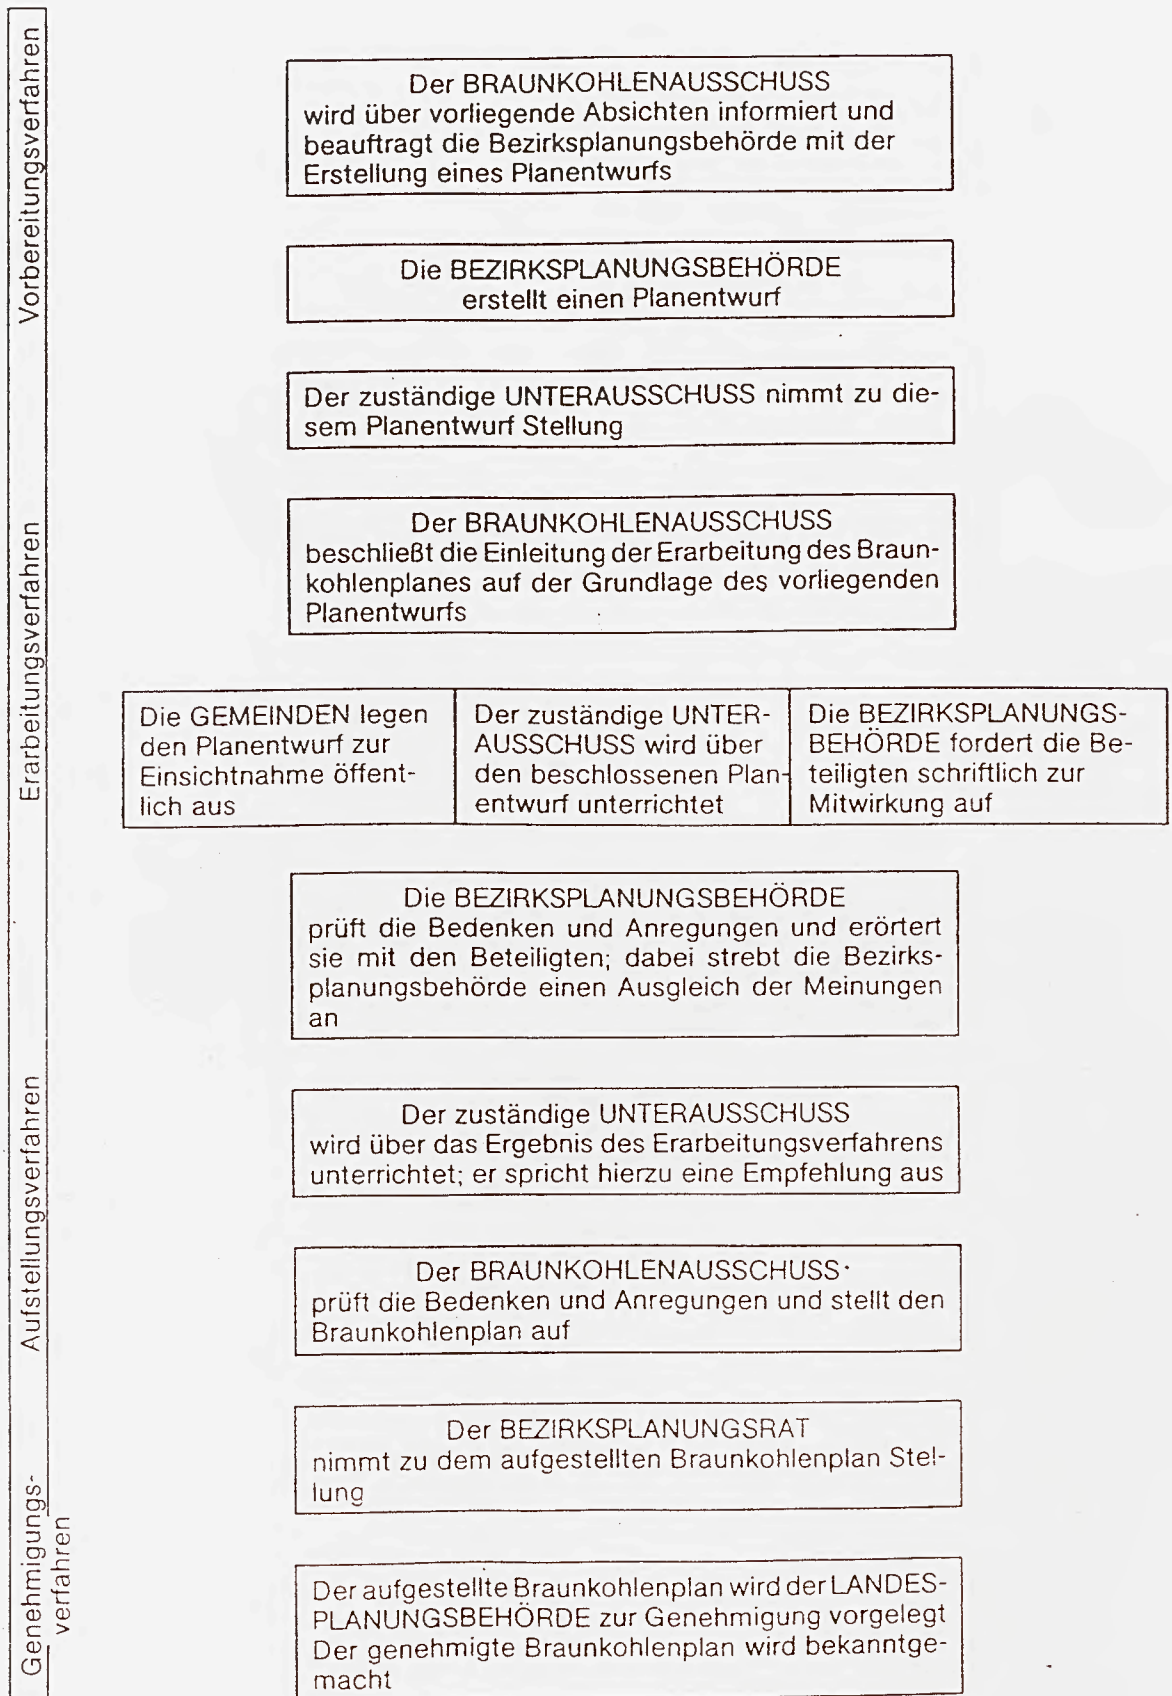 Vorbereitungsverfahren
Der BRAUNKOHLENAUSSCHUSS
wird über vorliegende Absichten informiert und
beauftragt die Bezirksplanungsbehörde mit der
Erstellung eines Planentwurfs
Die BEZIRKSPLANUNGSBEHÖRDE
erstellt einen Planentwurf
Der zuständige UNTERAUSSCHUSS nimmt zu die-
sem Planentwurf Stellung
Erarbeitungsverfahren
Der BRAUNKOHLENAUSSCHUSS
beschließt die Einleitung der Erarbeitung des Braun-
kohlenplanes auf der Grundlage des vorliegenden
Planentwurfs
Die GEMEINDEN legen
den Planentwurf zur
Einsichtnahme öffent-
lich aus
Der zuständige UNTER-
AUSSCHUSS wird über
den beschlossenen Plan-
entwurf unterrichtet
Die BEZIRKSPLANUNGS-
BEHÖRDE fordert die Be-
teiligten schriftlich zur
Mitwirkung auf
Die BEZIRKSPLANUNGSBEHÖRDE
prüft die Bedenken und Anregungen und erörtert
sie mit den Beteiligten; dabei strebt die Bezirks-
planungsbehörde einen Ausgleich der Meinungen
an
Aufstellungsverfahren
Der zuständige UNTERAUSSCHUSS
wird über das Ergebnis des Erarbeitungsverfahrens
unterrichtet; er spricht hierzu eine Empfehlung aus
Der BRAUNKOHLENAUSSCHUSS
prüft die Bedenken und Anregungen und stellt den
Braunkohlenplan auf
Genehmigungs-
verfahren
Der BEZIRKSPLANUNGSRAT
nimmt zu dem aufgestellten Braunkohlenplan Stel-
lung
Der aufgestellte Braunkohlenplan wird der LANDES-
PLANUNGSBEHÖRDE zur Genehmigung vorgelegt
Der genehmigte Braunkohlenplan wird bekanntge-
macht